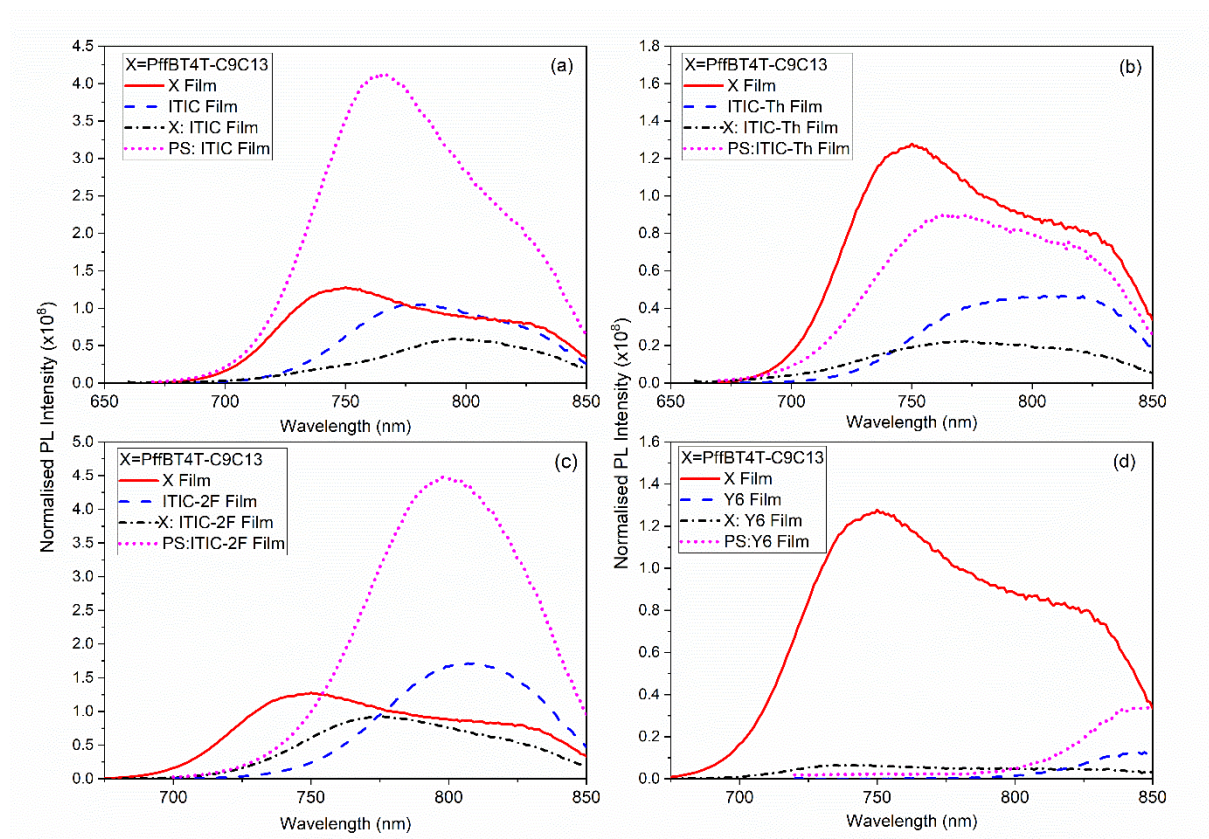 X=PffBT4T-C9C13
X Film
ITIC Film
X: ITIC Film
PS: ITIC Film
(a)
4.5
4.0
3.5
3.0
2.5
2.0
1.5
1.0
0.5
0.0
650 700 750 800 850
Wavelength (nm)
X=PffBT4T-C9C13
X Film
ITIC-Th Film
X: ITIC-Th Film
PS:ITIC-Th Film
(b)
1.8
1.6
1.4
1.2
1.0
0.8
0.6
0.4
0.2
0.0
650 700 750 800 850
Wavelength (nm)
Normalised PL Intensity (x10⁸)
Normalised PL Intensity (x10⁸)
X=PffBT4T-C9C13
X Film
ITIC-2F Film
X: ITIC-2F Film
PS:ITIC-2F Film
(c)
5.0
4.5
4.0
3.5
3.0
2.5
2.0
1.5
1.0
0.5
0.0
700 750 800 850
Wavelength (nm)
X=PffBT4T-C9C13
X Film
Y6 Film
X: Y6 Film
PS:Y6 Film
(d)
1.6
1.4
1.2
1.0
0.8
0.6
0.4
0.2
0.0
700 750 800 850
Wavelength (nm)